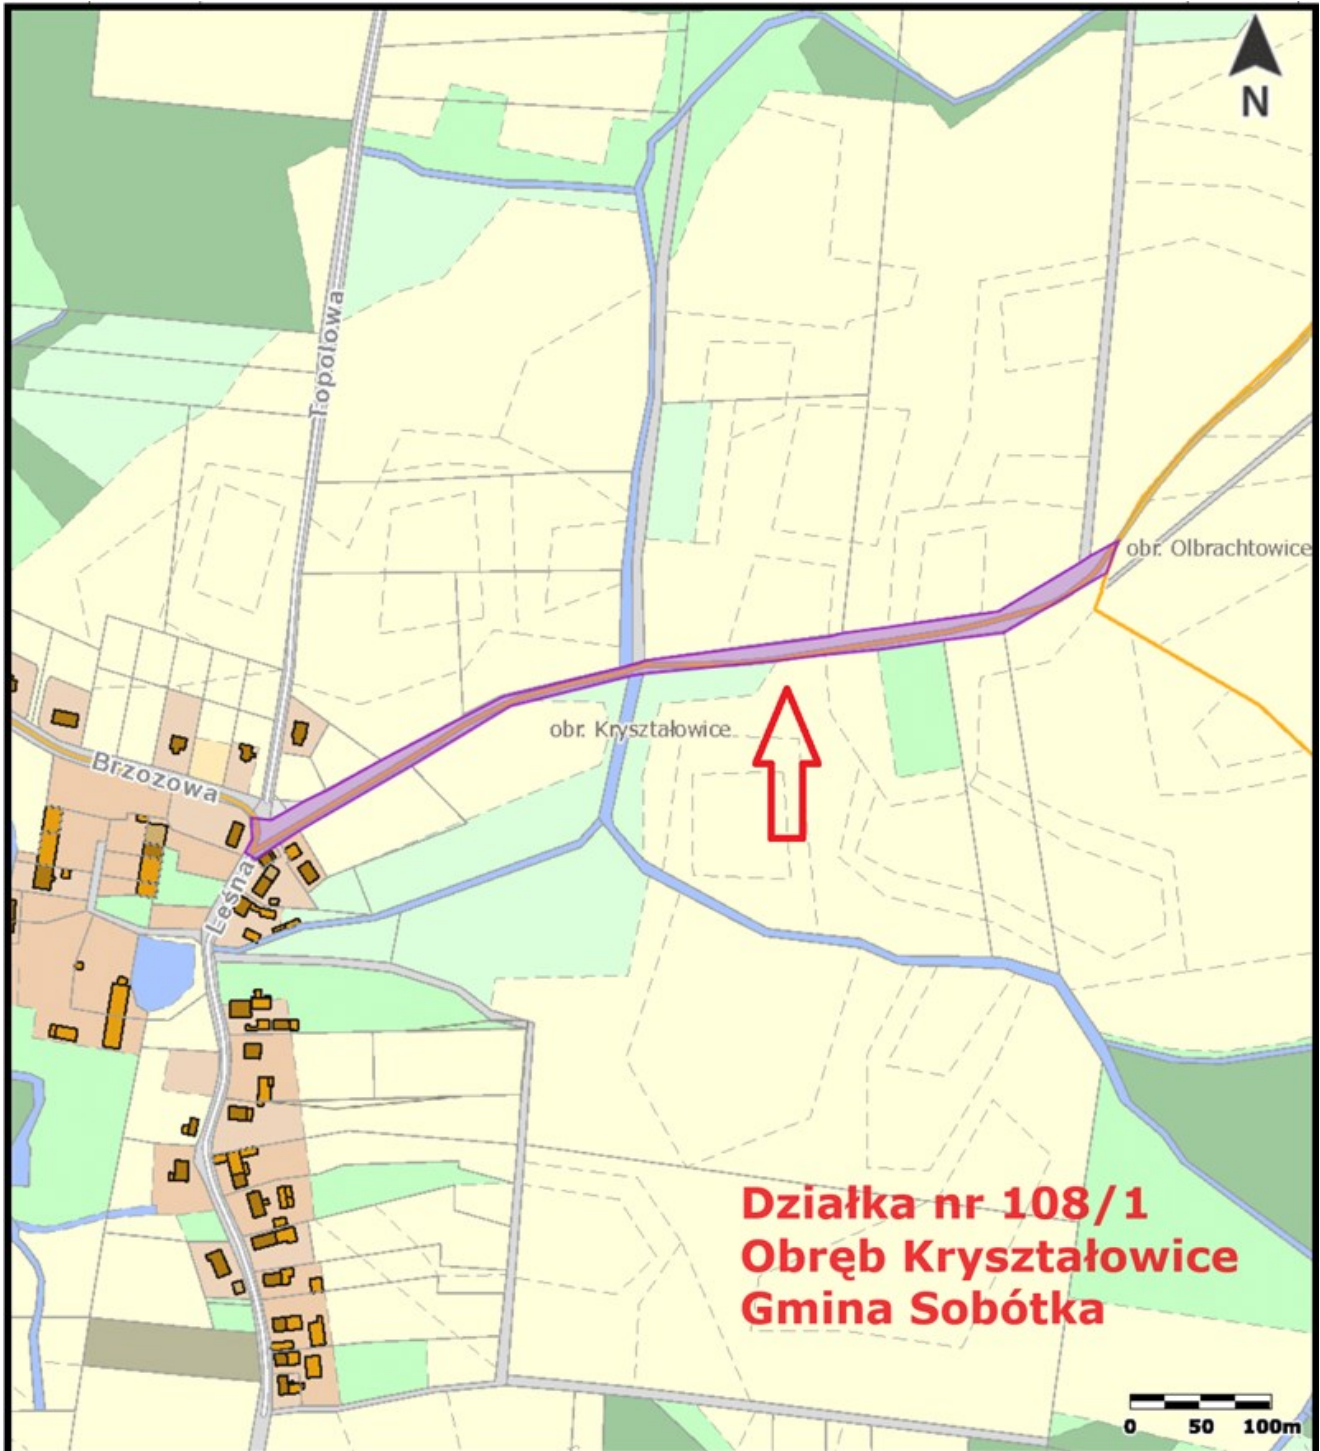 N
Topolowa
obr. Olbrachtowice
obr. Kryształowice
Brzozowa
Leśna
Działka nr 108/1
Obręb Kryształowice
Gmina Sobótka
0 50 100m